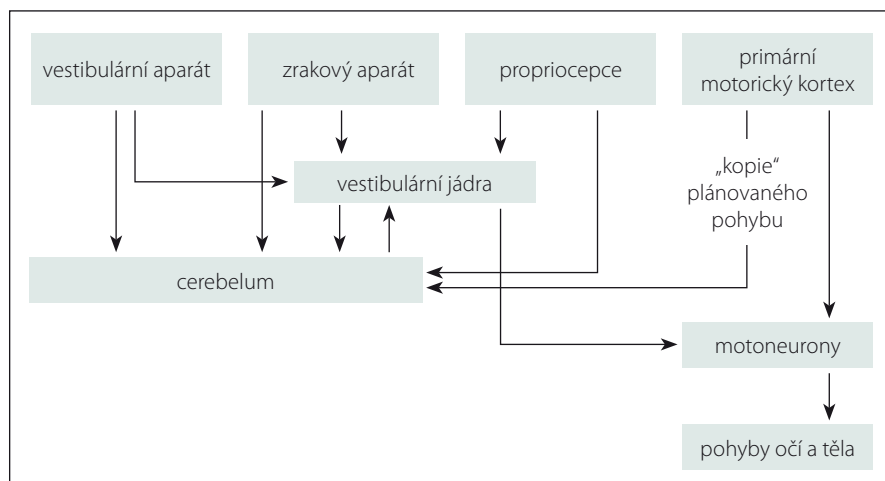 vestibulární aparát
zrakový aparát
propriocepce
primární
motorický kortex
„kopie“
plánovaného
pohybu
vestibulární jádra
cerebelum
motoneurony
pohyby očí a těla